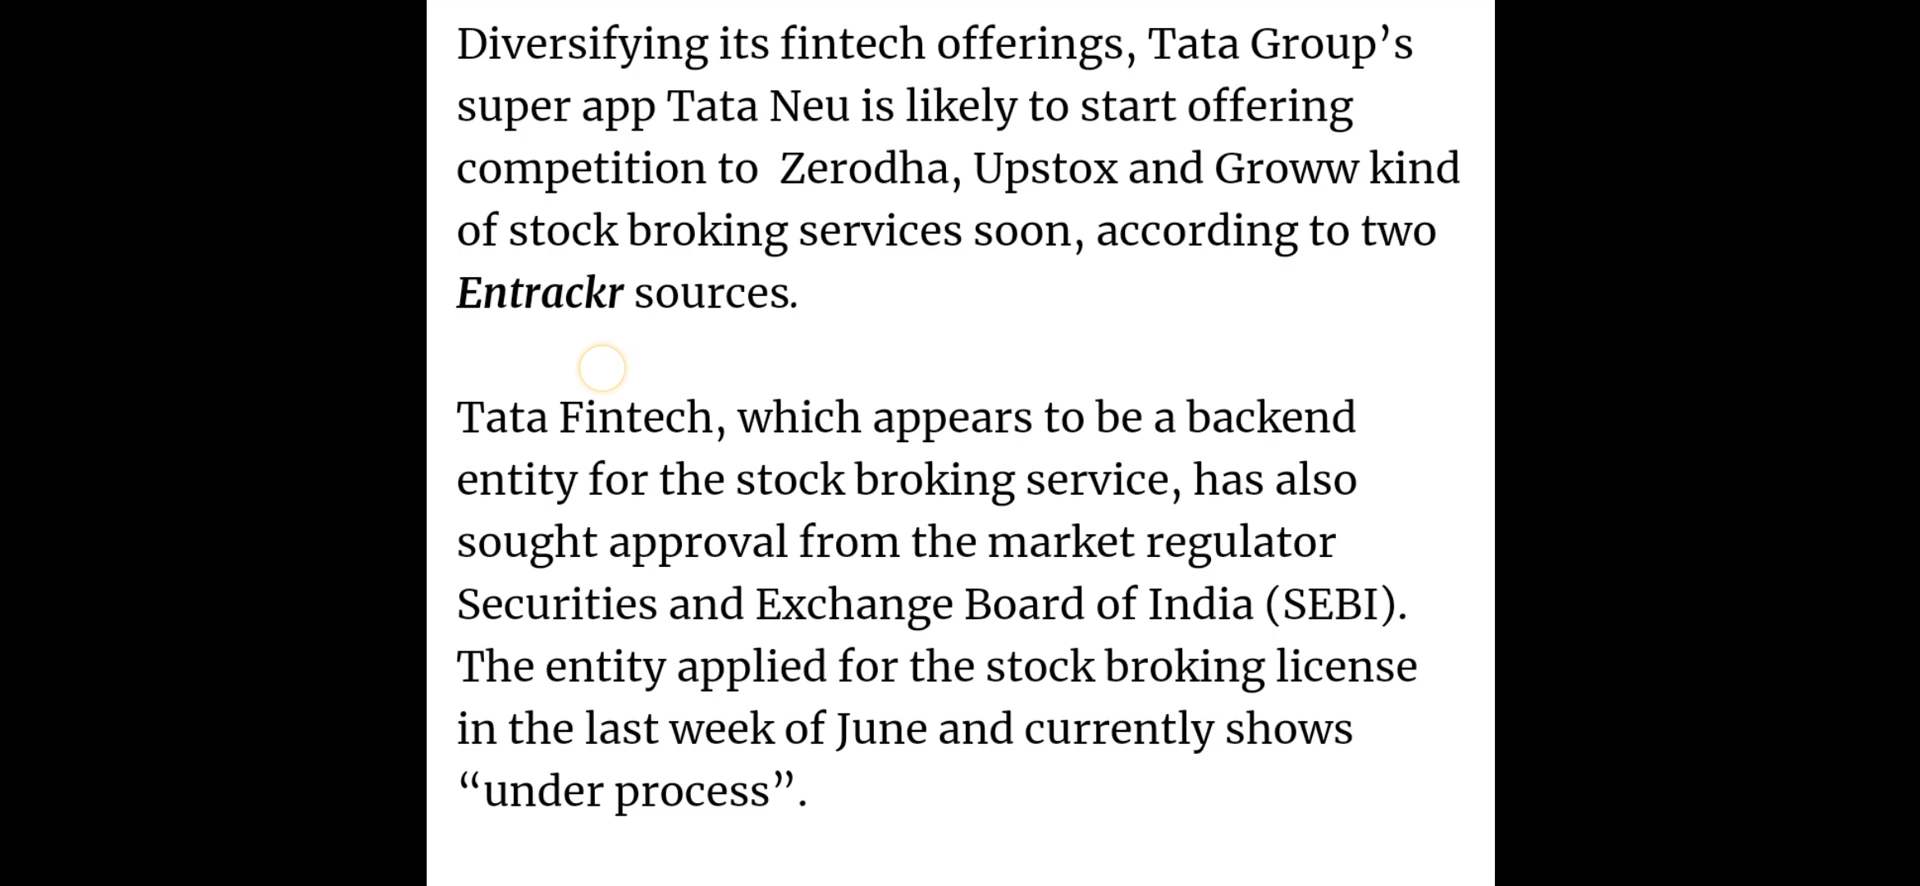 Diversifying its fintech offerings, Tata Group’s
super app Tata Neu is likely to start offering
competition to  Zerodha, Upstox and Groww kind
of stock broking services soon, according to two
Entrackr sources.
Tata Fintech, which appears to be a backend
entity for the stock broking service, has also
sought approval from the market regulator
Securities and Exchange Board of India (SEBI).
The entity applied for the stock broking license
in the last week of June and currently shows
“under process”.